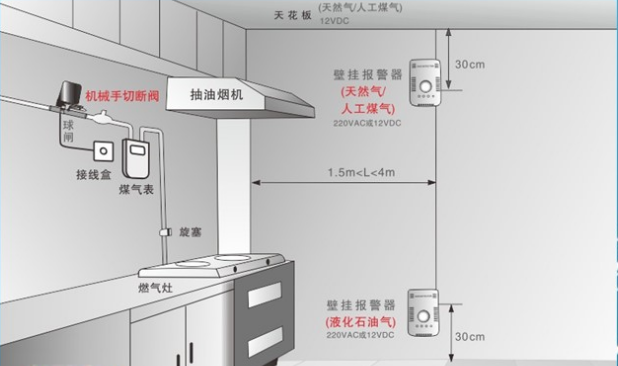 天花板
(天然气/人工煤气)
12VDC
30cm
壁挂报警器
(天然气/
人工煤气)
220VAC或12VDC
机械手切断阀
抽油烟机
球闸
接线盒
煤气表
1.5m<L<4m
旋塞
燃气灶
壁挂报警器
(液化石油气)
220VAC或12VDC
30cm